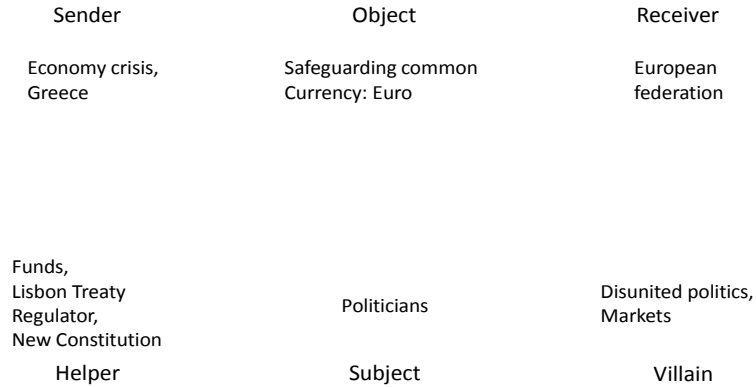 Sender
Object
Receiver
Economy crisis,
Greece
Safeguarding common
Currency: Euro
European
federation
Funds,
Lisbon Treaty
Regulator,
New Constitution
Politicians
Disunited politics,
Markets
Helper
Subject
Villain